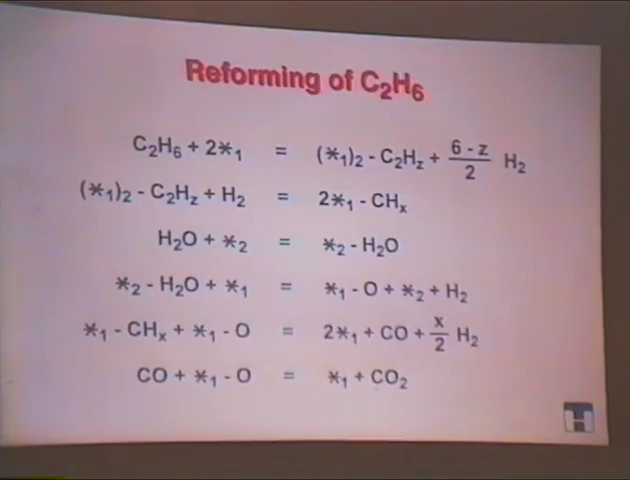 Reforming of C₂H₆
C₂H₆ + 2*₁ = (*₁)₂ - C₂H_z + (6 - z)/2 H₂
(*₁)₂ - C₂H_z + H₂ = 2*₁ - CHₓ
H₂O + *₂ = *₂ - H₂O
*₂ - H₂O + *₁ = *₁ - O + *₂ + H₂
*₁ - CHₓ + *₁ - O = 2*₁ + CO + x/2 H₂
CO + *₁ - O = *₁ + CO₂